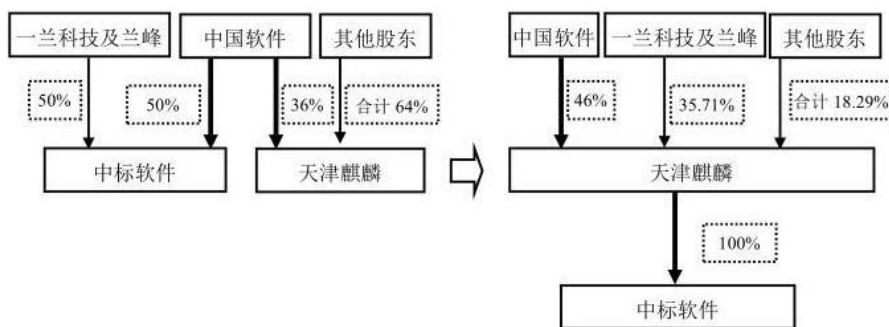 一兰科技及兰峰
中国软件
其他股东
50%
50%
36%
合计 64%
中标软件
天津麒麟
中国软件
一兰科技及兰峰
其他股东
46%
35.71%
合计 18.29%
天津麒麟
100%
中标软件